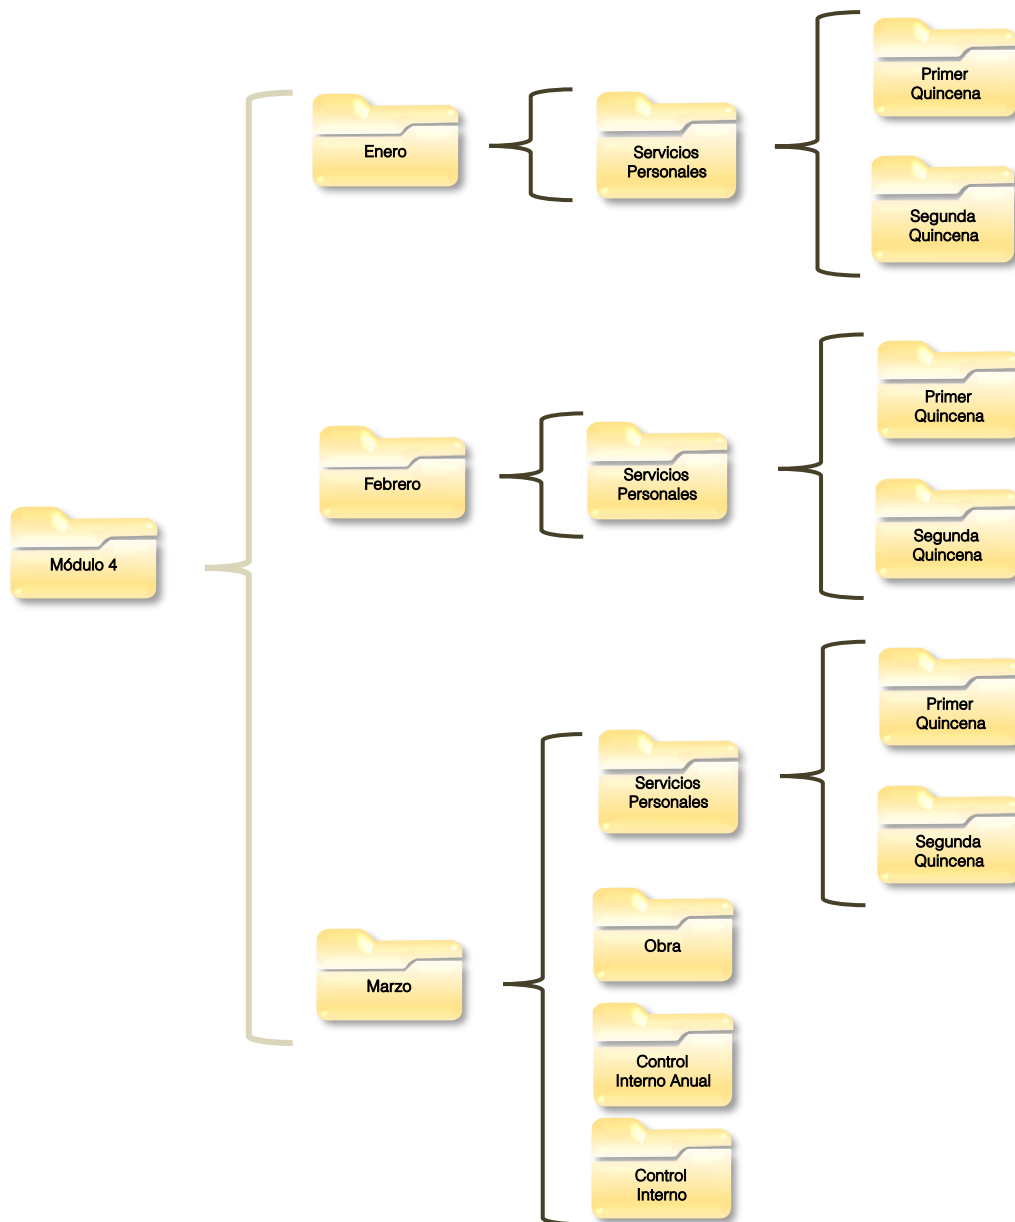 Módulo 4
Enero
Servicios
Personales
Primer
Quincena
Segunda
Quincena
Febrero
Servicios
Personales
Primer
Quincena
Segunda
Quincena
Marzo
Servicios
Personales
Primer
Quincena
Segunda
Quincena
Obra
Control
Interno Anual
Control
Interno